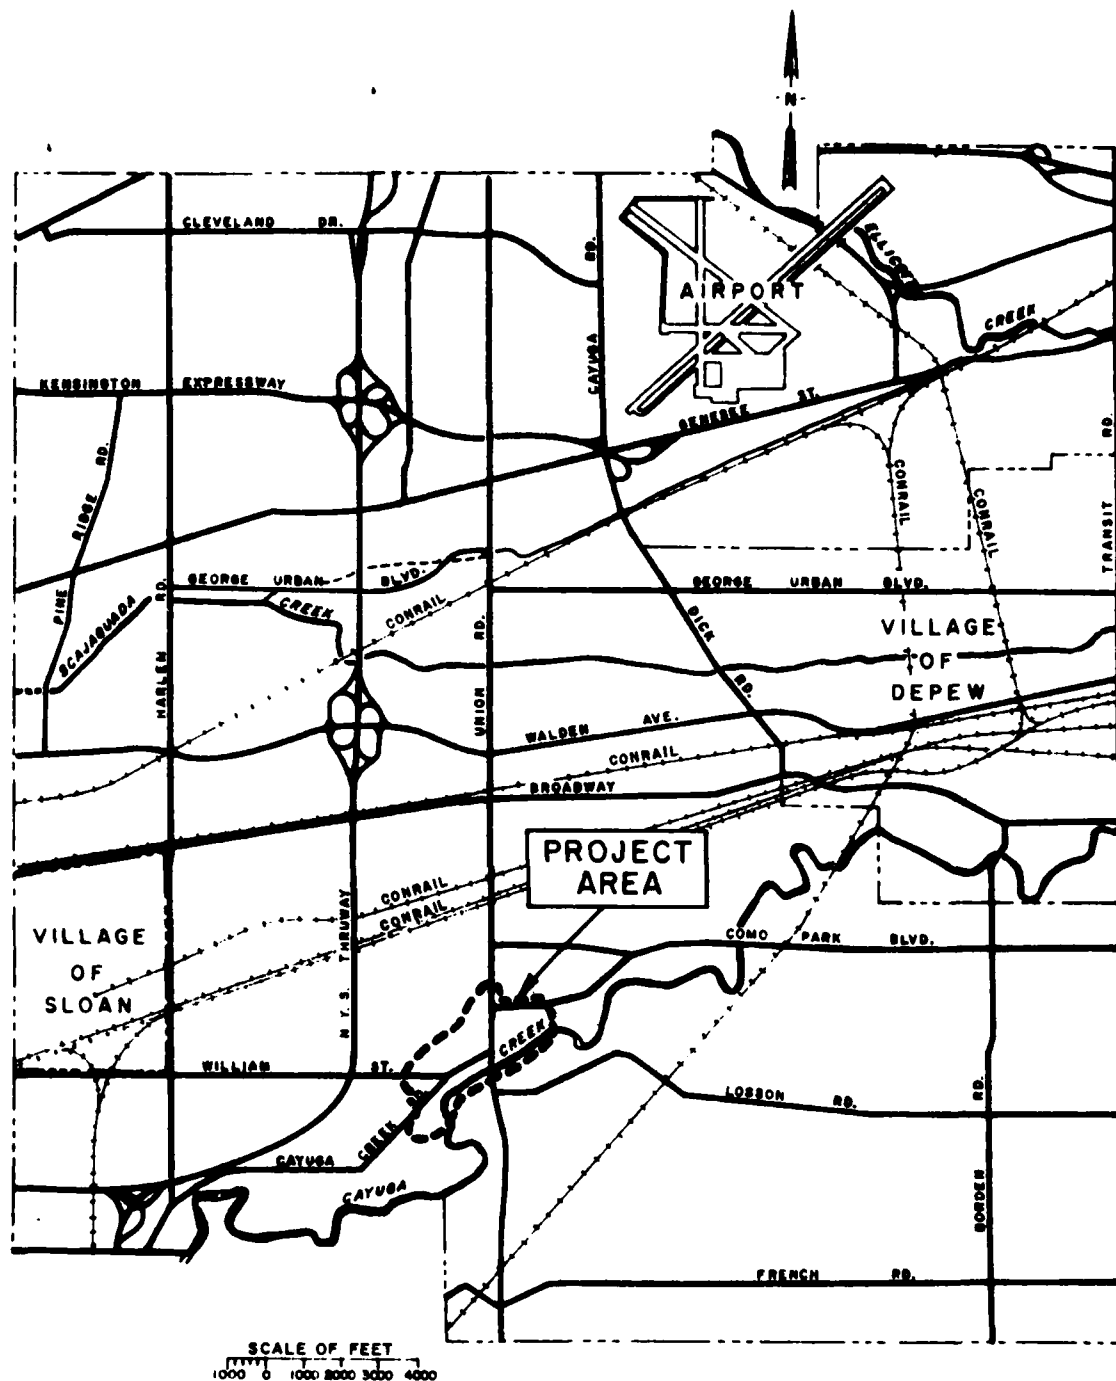 N
CLEVELAND DR.
CAYUGA RD.
AIRPORT
ELLICOTT
CREEK
KENSINGTON EXPRESSWAY
GENESEE ST.
PINE RIDGE RD.
CONRAIL
CONRAIL
TRANSIT RD.
GEORGE URBAN BLVD.
GEORGE URBAN BLVD.
SCAJAQUADA
CREEK
CONRAIL
HARLEM RD.
UNION RD.
DICK RD.
VILLAGE
OF
DEPEW
WALDEN AVE.
CONRAIL
BROADWAY
PROJECT
AREA
CONRAIL
CONRAIL
VILLAGE
OF
SLOAN
N.Y.S. THRUWAY
COMO PARK BLVD.
CREEK
WILLIAM ST.
LOSSON RD.
CAYUGA CREEK RD.
CAYUGA
BORDEN RD.
FRENCH RD.
SCALE OF FEET
1000 0 1000 2000 3000 4000